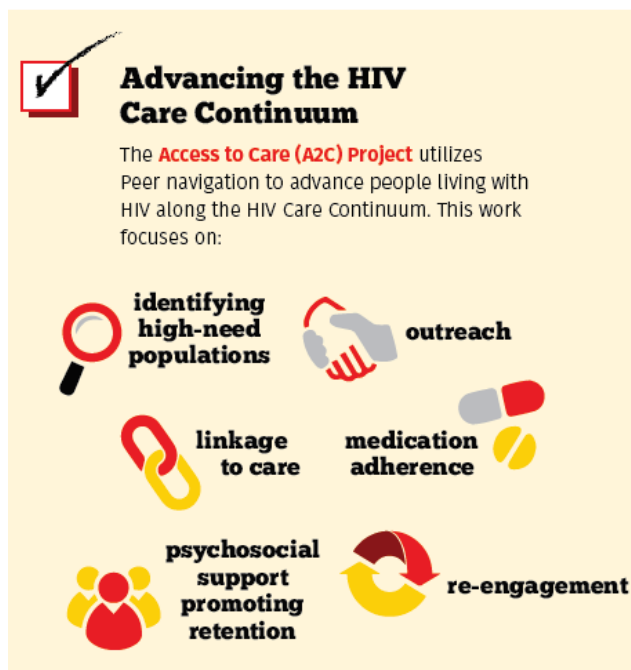 Advancing the HIV
Care Continuum
The Access to Care (A2C) Project utilizes
Peer navigation to advance people living with
HIV along the HIV Care Continuum. This work
focuses on:
identifying
high-need
populations
outreach
linkage
to care
medication
adherence
psychosocial
support
promoting
retention
re-engagement